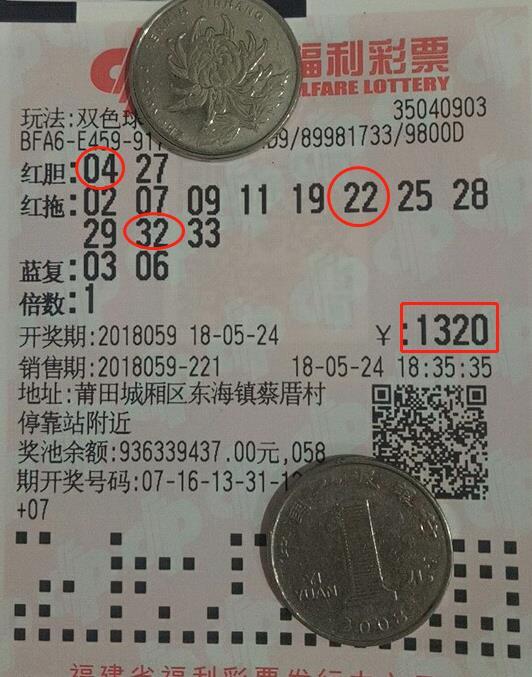 福利彩票
LFARE LOTTERY
玩法:双色球 35040903
BFA6-E459-917 D9/89981733/9800D
红胆:04 27
红拖:02 07 09 11 19 22 25 28
29 32 33
蓝复:03 06
倍数:1
开奖期:2018059 18-05-24 ¥:1320
销售期:2018059-221 18-05-24 18:35:35
地址:莆田城厢区东海镇蔡厝村
停靠站附近
奖池余额:936339437.00元,058
期开奖号码:07-16-13-31-1
+07
YI YUAN
1
福建省福利彩票发行中心